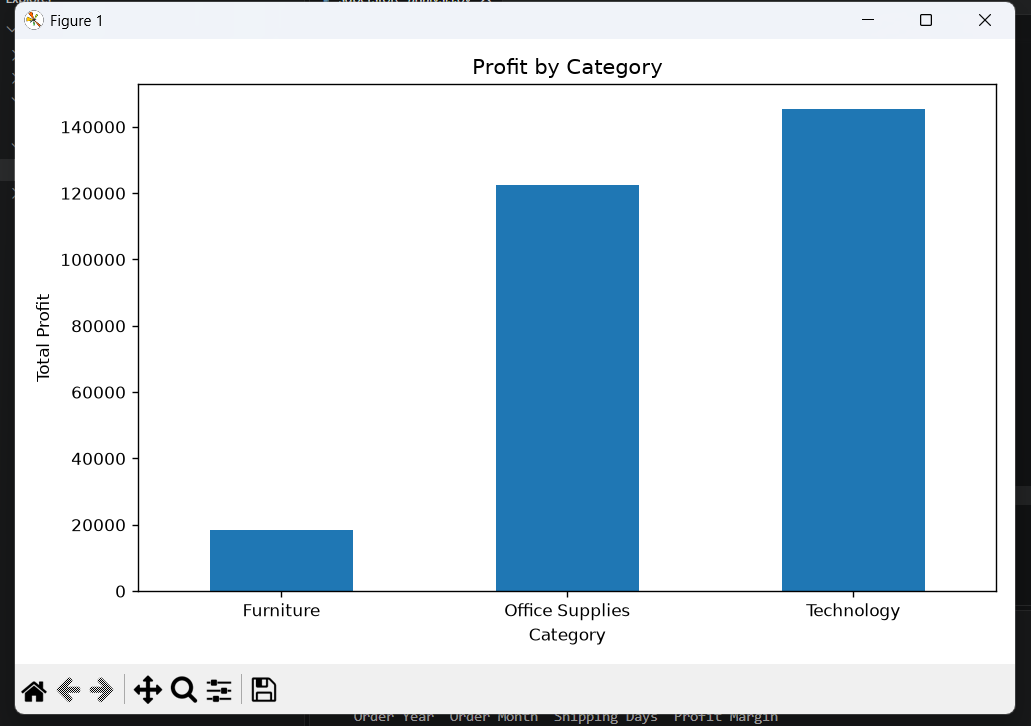 Figure 1
Profit by Category
140000
120000
100000
80000
60000
40000
20000
0
Total Profit
Furniture Office Supplies Technology
Category
Order Year Order Month Shipping Days Profit Margin